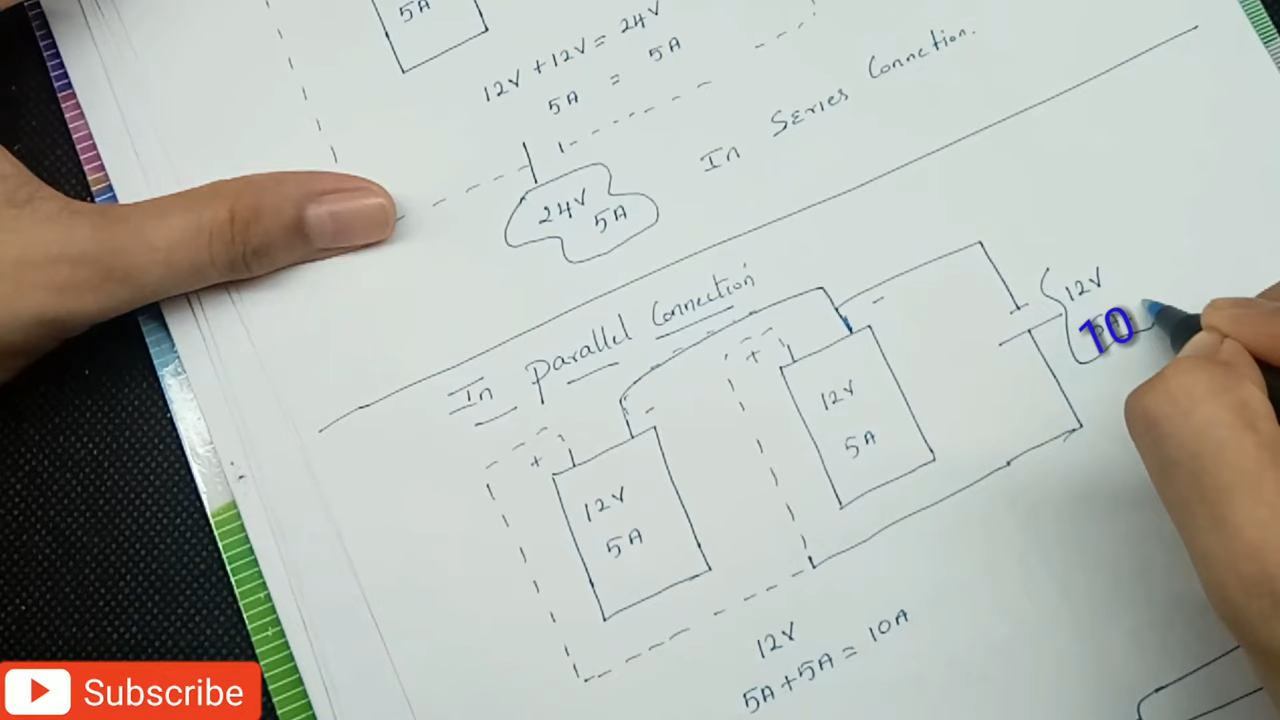 5A
12V + 12V = 24V
5A = 5A
24V
5A
In Series Connction.
In parallel Connection
-
12V
10
+
12V
5A
-
+
12V
5A
12V
5A + 5A = 10A
Subscribe